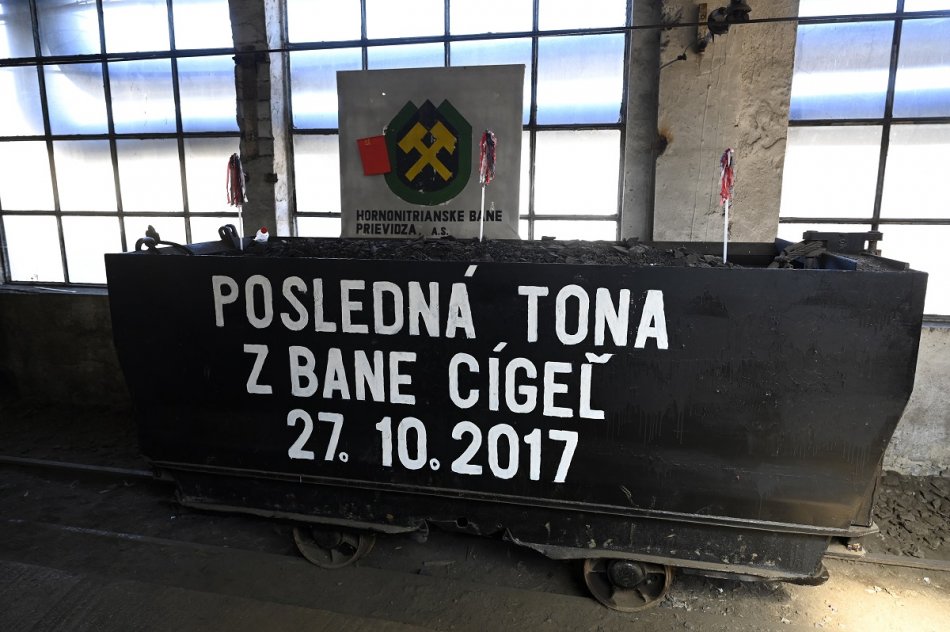 HORNONITRIANSKE BANE
PRIEVIDZA, A.S.
POSLEDNÁ TONA
Z BANE CÍGEĽ
27. 10. 2017